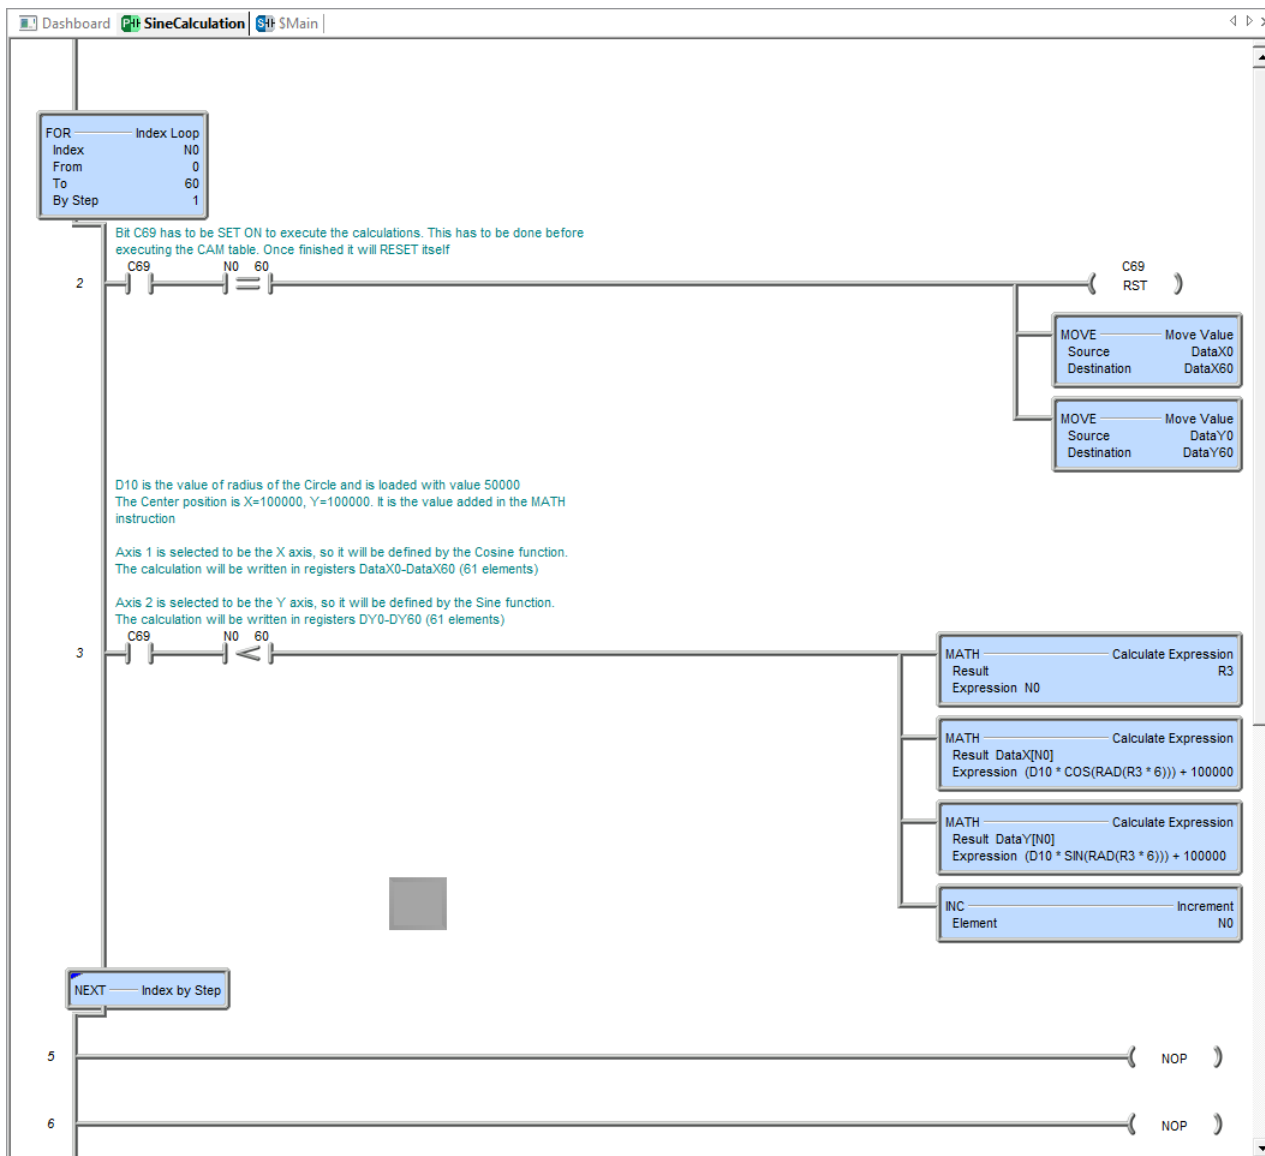 Dashboard SineCalculation $Main
FOR Index Loop
Index N0
From 0
To 60
By Step 1
Bit C69 has to be SET ON to execute the calculations. This has to be done before
executing the CAM table. Once finished it will RESET itself
C69 N0 60 C69
2 RST
MOVE Move Value
Source DataX0
Destination DataX60
MOVE Move Value
Source DataY0
Destination DataY60
D10 is the value of radius of the Circle and is loaded with value 50000
The Center position is X=100000, Y=100000. It is the value added in the MATH
instruction
Axis 1 is selected to be the X axis, so it will be defined by the Cosine function.
The calculation will be written in registers DataX0-DataX60 (61 elements)
Axis 2 is selected to be the Y axis, so it will be defined by the Sine function.
The calculation will be written in registers DY0-DY60 (61 elements)
C69 N0 60
3 <
MATH Calculate Expression
Result R3
Expression N0
MATH Calculate Expression
Result DataX[N0]
Expression (D10 * COS(RAD(R3 * 6))) + 100000
MATH Calculate Expression
Result DataY[N0]
Expression (D10 * SIN(RAD(R3 * 6))) + 100000
INC Increment
Element N0
NEXT Index by Step
5 NOP
6 NOP